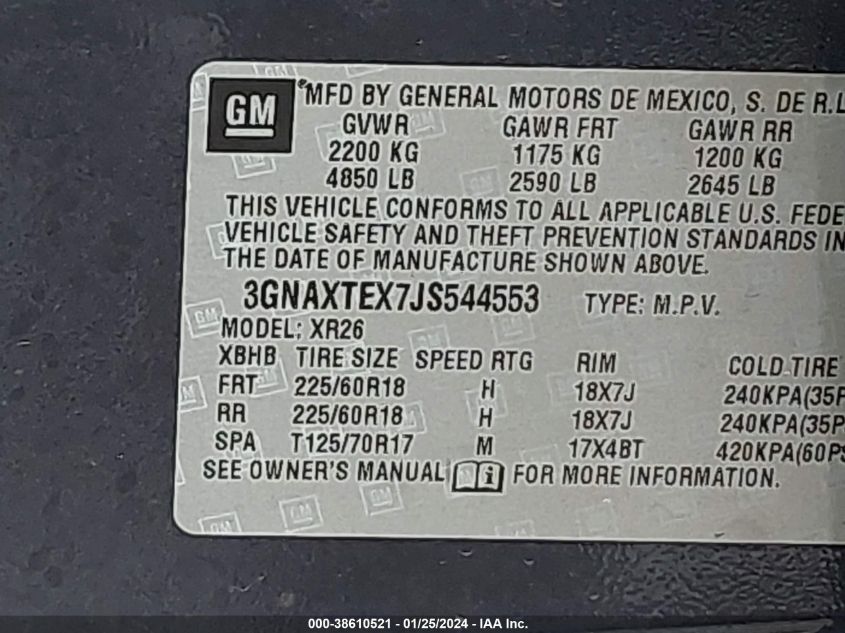 GM MFD BY GENERAL MOTORS DE MEXICO, S. DE R.L
GVWR GAWR FRT GAWR RR
2200 KG 1175 KG 1200 KG
4850 LB 2590 LB 2645 LB
THIS VEHICLE CONFORMS TO ALL APPLICABLE U.S. FEDE
VEHICLE SAFETY AND THEFT PREVENTION STANDARDS IN
THE DATE OF MANUFACTURE SHOWN ABOVE.
3GNAXTEX7JS544553 TYPE: M.P.V.
MODEL: XR26
XBHB TIRE SIZE SPEED RTG RIM COLD TIRE
FRT 225/60R18 H 18X7J 240KPA(35P
RR 225/60R18 H 18X7J 240KPA(35P
SPA T125/70R17 M 17X4BT 420KPA(60PS
SEE OWNER'S MANUAL FOR MORE INFORMATION.
000-38610521 - 01/25/2024 - IAA Inc.